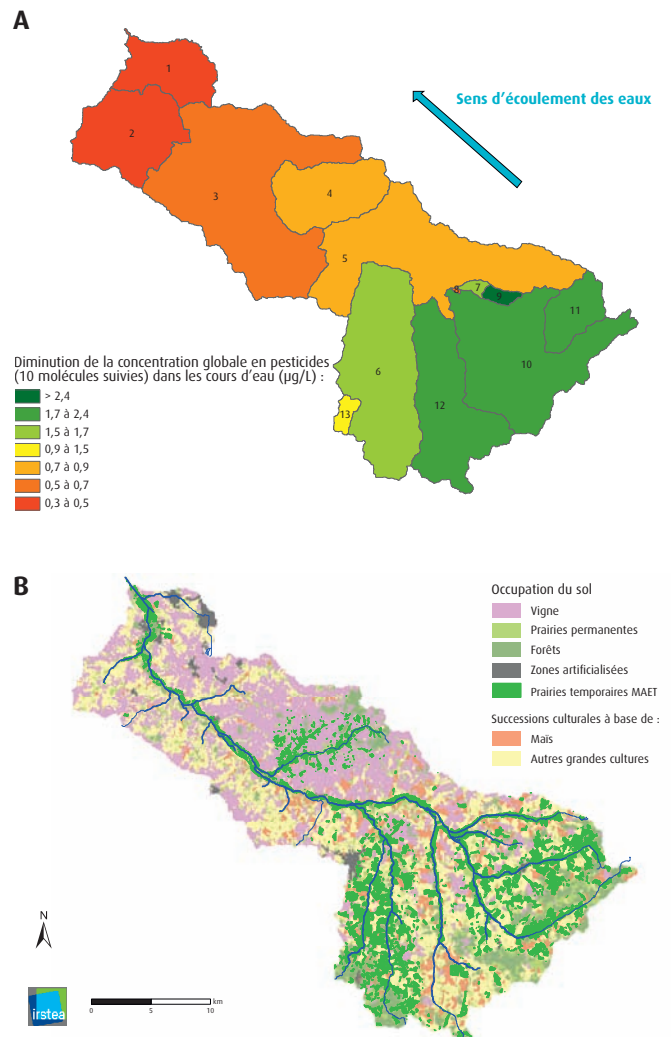 A
Sens d'écoulement des eaux
1
2
3
4
5
6
7
8
9
10
11
12
13
Diminution de la concentration globale en pesticides
(10 molécules suivies) dans les cours d'eau (µg/L) :
> 2,4
1,7 à 2,4
1,5 à 1,7
0,9 à 1,5
0,7 à 0,9
0,5 à 0,7
0,3 à 0,5
B
Occupation du sol
Vigne
Prairies permanentes
Forêts
Zones artificialisées
Prairies temporaires MAET
Successions culturales à base de :
Maïs
Autres grandes cultures
N
irstea
km
0 5 10